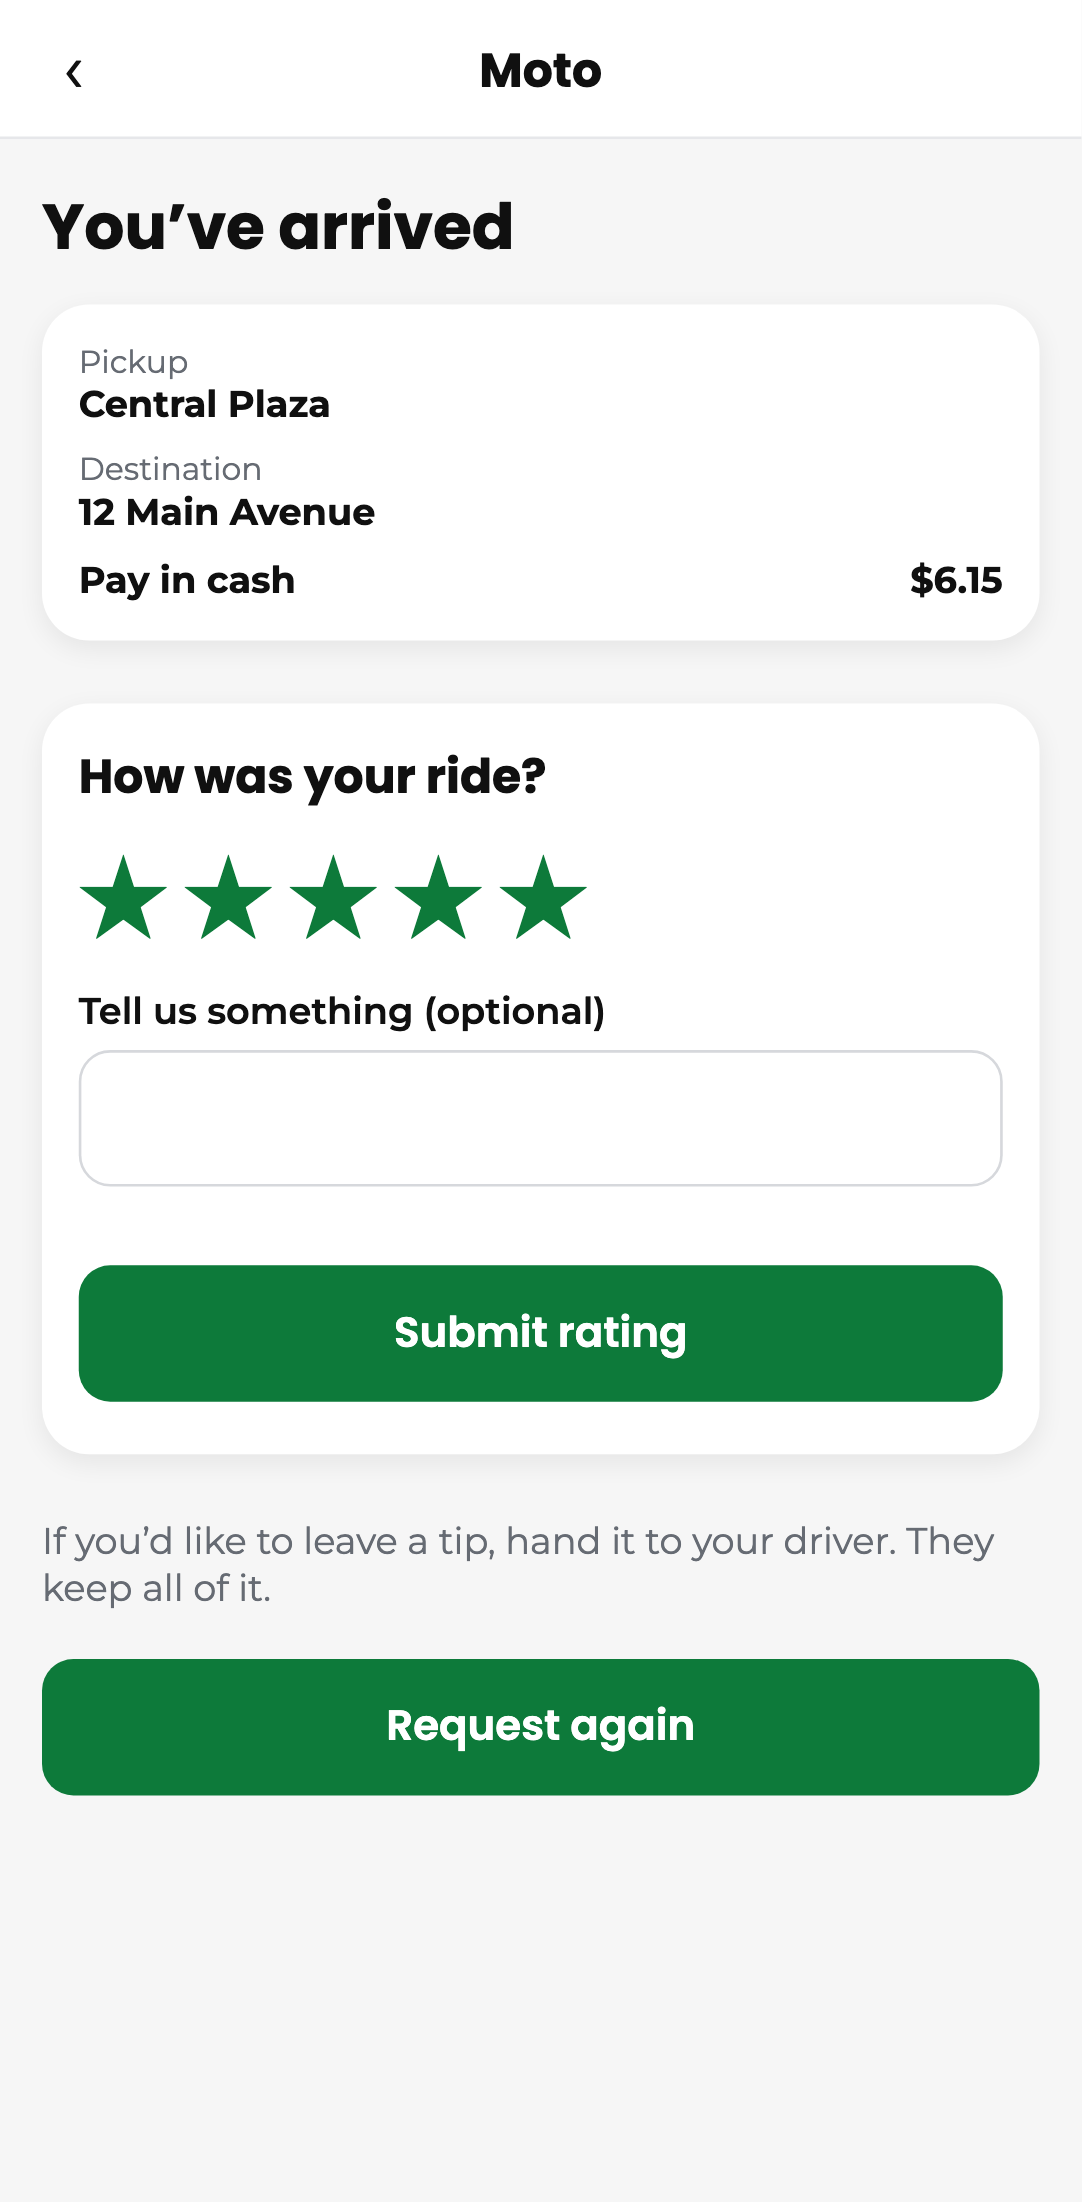 Moto
You’ve arrived
Pickup
Central Plaza
Destination
12 Main Avenue
Pay in cash $6.15
How was your ride?
Tell us something (optional)
Submit rating
If you’d like to leave a tip, hand it to your driver. They
keep all of it.
Request again